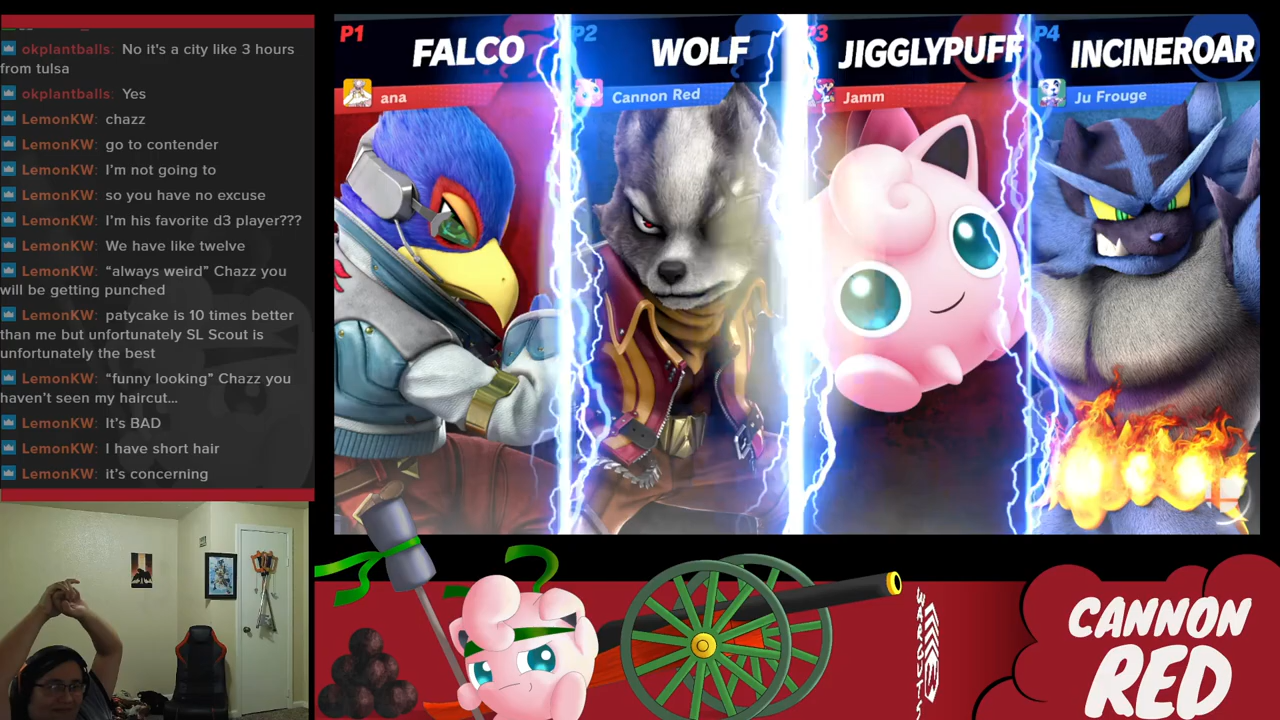 okplantballs: No it's a city like 3 hours
from tulsa
okplantballs: Yes
LemonKW: chazz
LemonKW: go to contender
LemonKW: I'm not going to
LemonKW: so you have no excuse
LemonKW: I'm his favorite d3 player???
LemonKW: We have like twelve
LemonKW: “always weird” Chazz you
will be getting punched
LemonKW: patycake is 10 times better
than me but unfortunately SL Scout is
unfortunately the best
LemonKW: “funny looking” Chazz you
haven't seen my haircut...
LemonKW: It's BAD
LemonKW: I have short hair
LemonKW: it's concerning
P1
FALCO
ana
P2
WOLF
Cannon Red
P3
JIGGLYPUFF
Jamm
P4
INCINEROAR
Ju Frouge
CANNON
RED